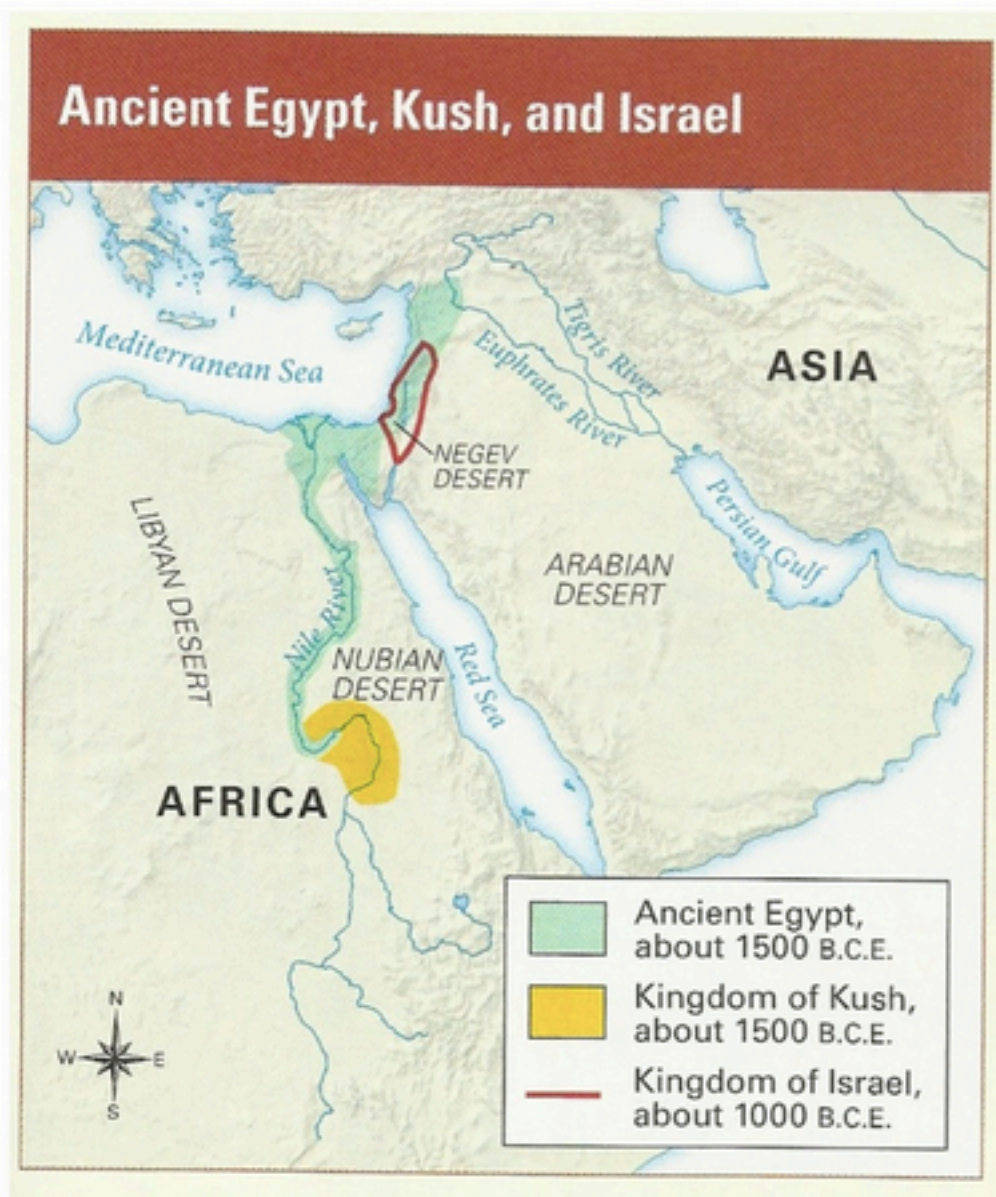 Ancient Egypt, Kush, and Israel
Mediterranean Sea
Tigris River
Euphrates River
ASIA
NEGEV
DESERT
Persian Gulf
LIBYAN DESERT
ARABIAN
DESERT
Nile River
NUBIAN
DESERT
Red Sea
AFRICA
Ancient Egypt,
about 1500 B.C.E.
Kingdom of Kush,
about 1500 B.C.E.
Kingdom of Israel,
about 1000 B.C.E.
N
W
E
S